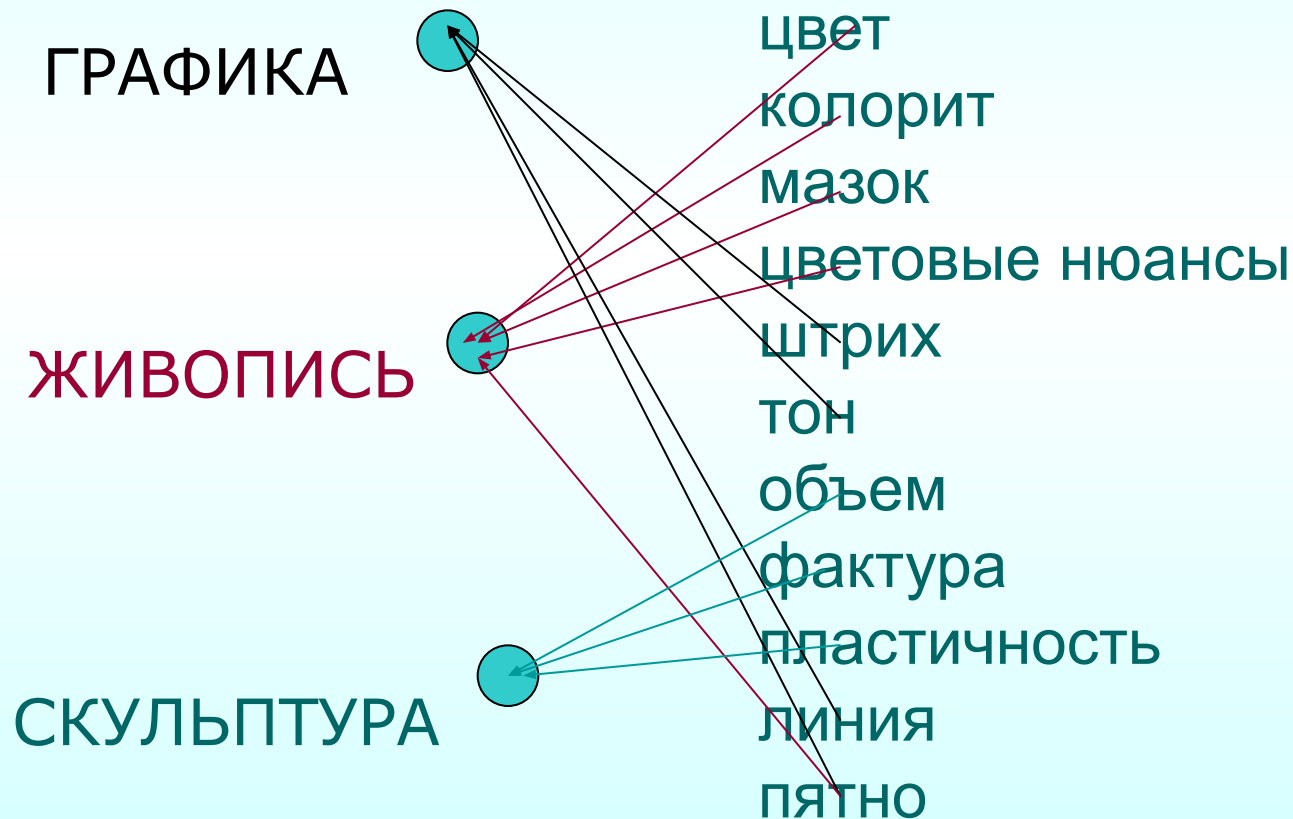 ГРАФИКА
ЖИВОПИСЬ
СКУЛЬПТУРА
цвет
колорит
мазок
цветовые нюансы
штрих
тон
объем
фактура
пластичность
линия
пятно